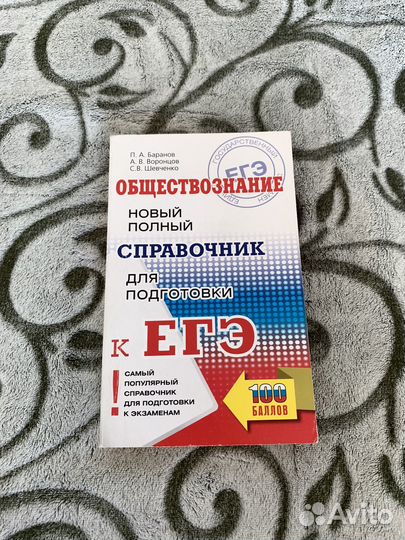 П. А. Баранов
А. В. Воронцов
С.В. Шевченко
ГОСУДАРСТВЕННЫЙ
ЕГЭ
ОБЩЕСТВОЗНАНИЕ
НОВЫЙ
ПОЛНЫЙ
СПРАВОЧНИК
ДЛЯ
ПОДГОТОВКИ
К ЕГЭ
!
САМЫЙ
ПОПУЛЯРНЫЙ
СПРАВОЧНИК
ДЛЯ ПОДГОТОВКИ
К ЭКЗАМЕНАМ
100
БАЛЛОВ
Avito